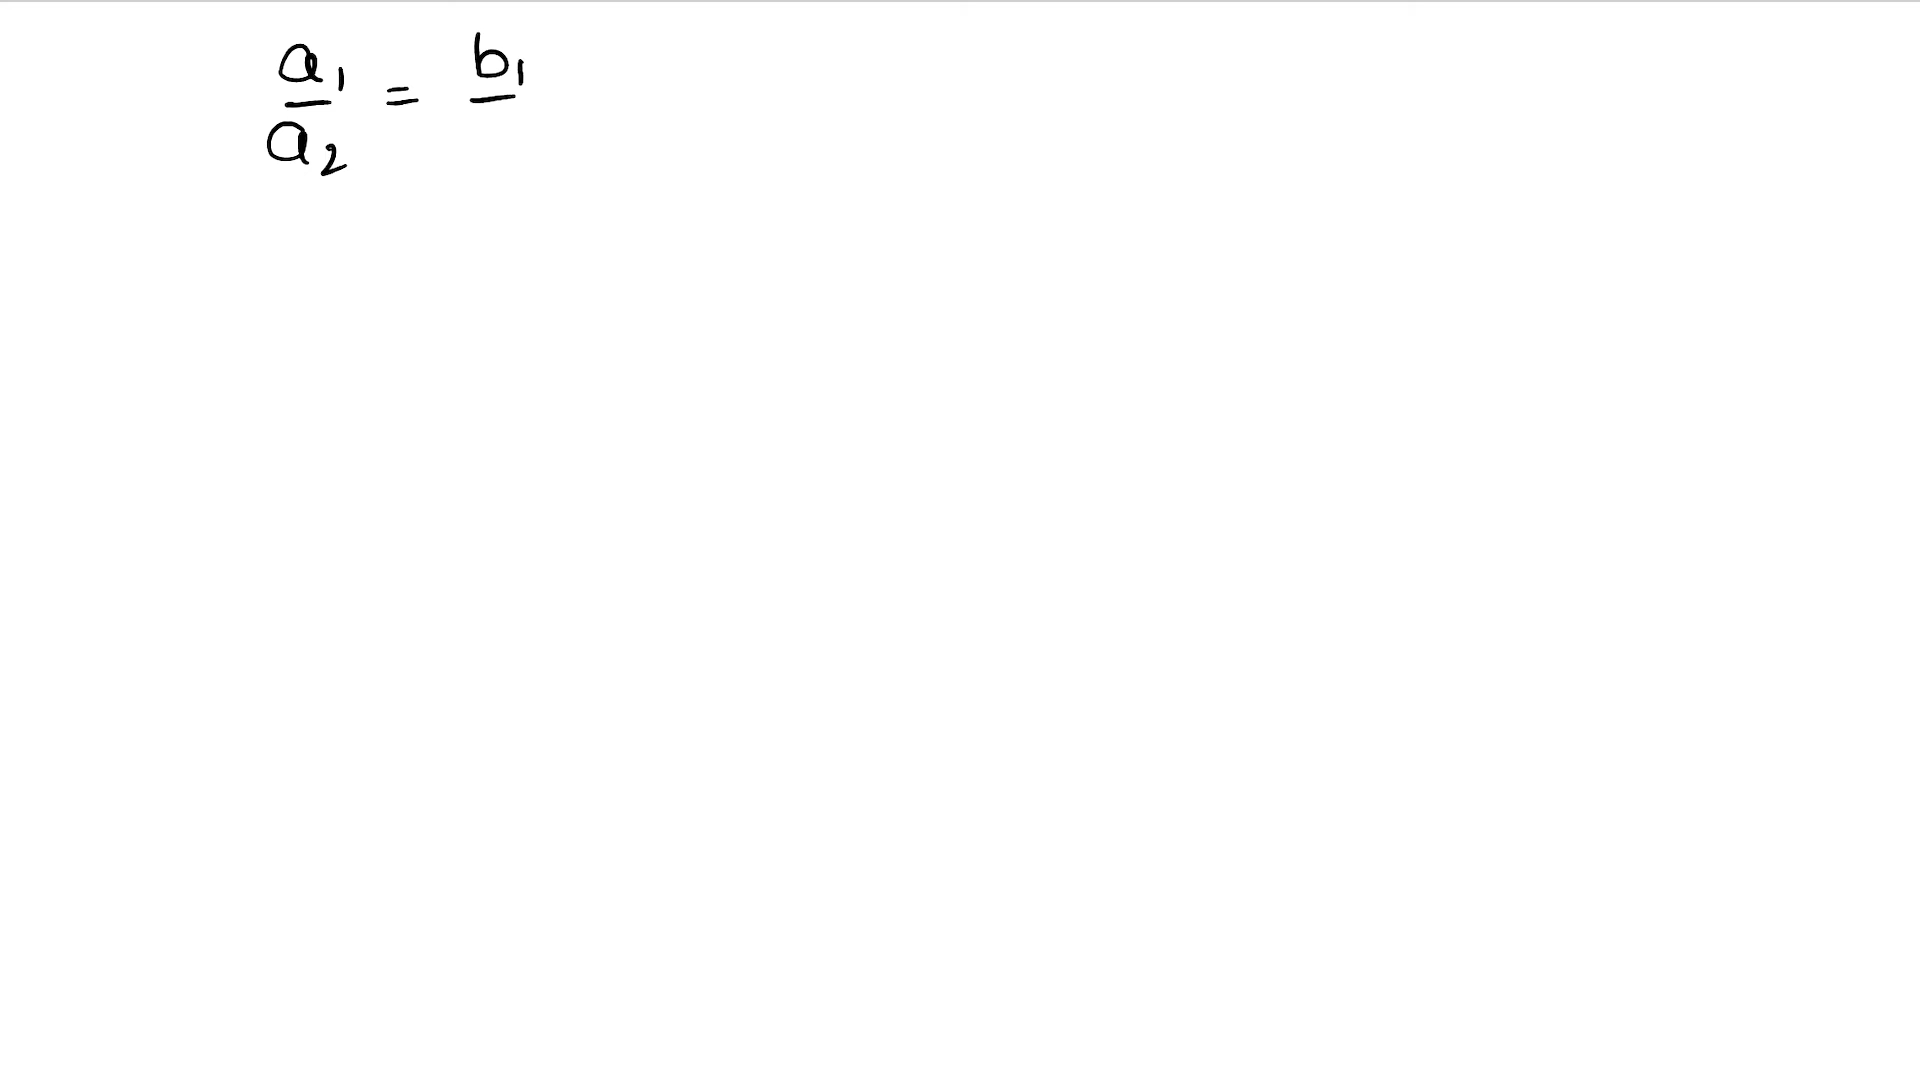 a₁/a₂ = b₁/